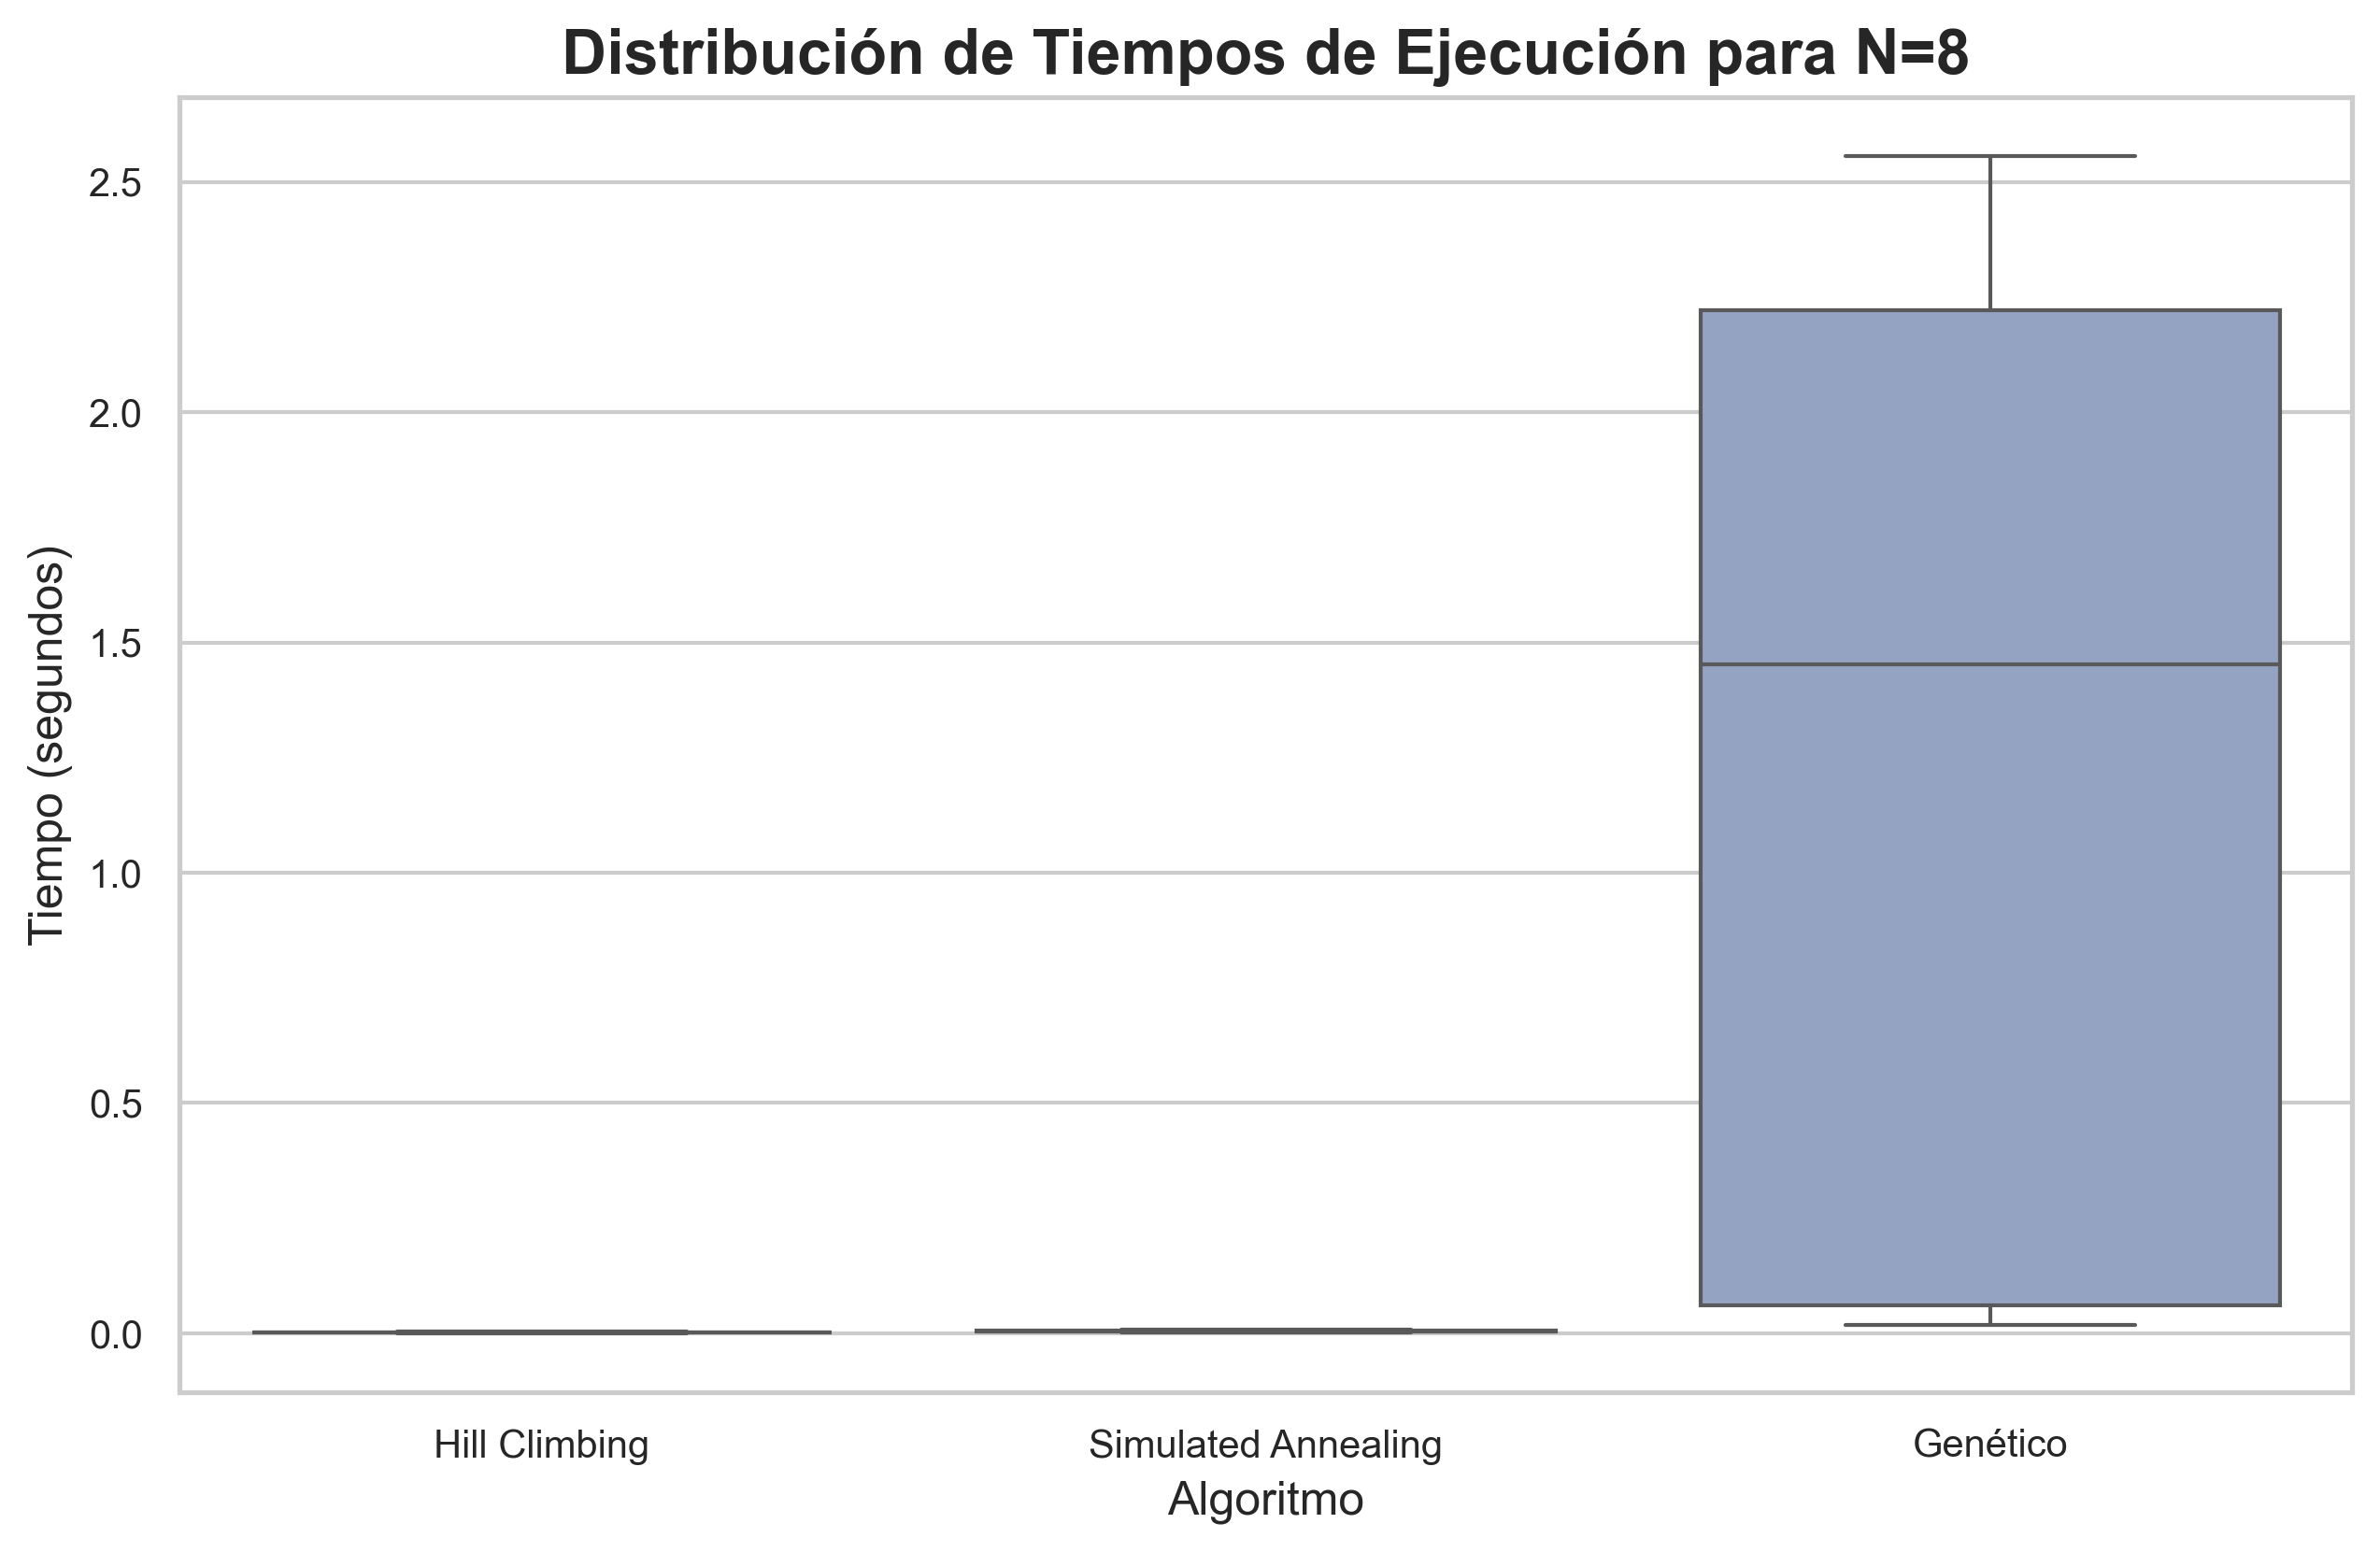 Distribución de Tiempos de Ejecución para N=8
Tiempo (segundos)
2.5
2.0
1.5
1.0
0.5
0.0
Hill Climbing
Simulated Annealing
Genético
Algoritmo